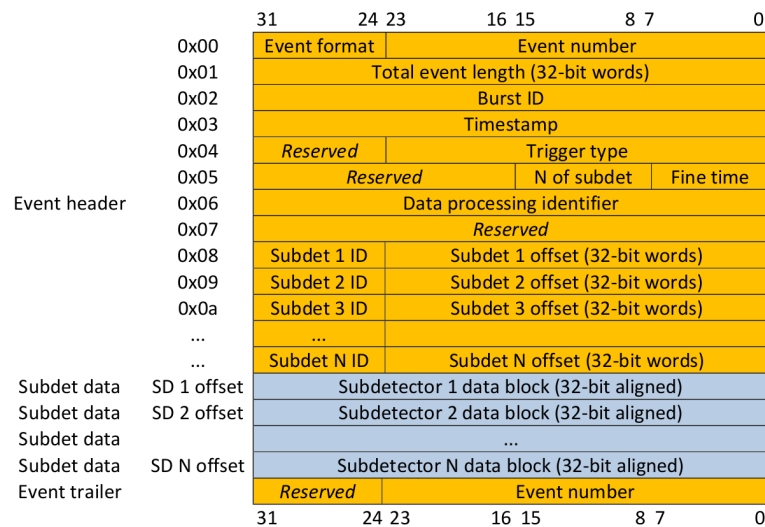 31 24 23 16 15 8 7 0
0x00 Event format Event number
0x01 Total event length (32-bit words)
0x02 Burst ID
0x03 Timestamp
0x04 Reserved Trigger type
0x05 Reserved N of subdet Fine time
Event header 0x06 Data processing identifier
0x07 Reserved
0x08 Subdet 1 ID Subdet 1 offset (32-bit words)
0x09 Subdet 2 ID Subdet 2 offset (32-bit words)
0x0a Subdet 3 ID Subdet 3 offset (32-bit words)
... ...
... Subdet N ID Subdet N offset (32-bit words)
Subdet data SD 1 offset Subdetector 1 data block (32-bit aligned)
Subdet data SD 2 offset Subdetector 2 data block (32-bit aligned)
Subdet data ...
Subdet data SD N offset Subdetector N data block (32-bit aligned)
Event trailer Reserved Event number
31 24 23 16 15 8 7 0